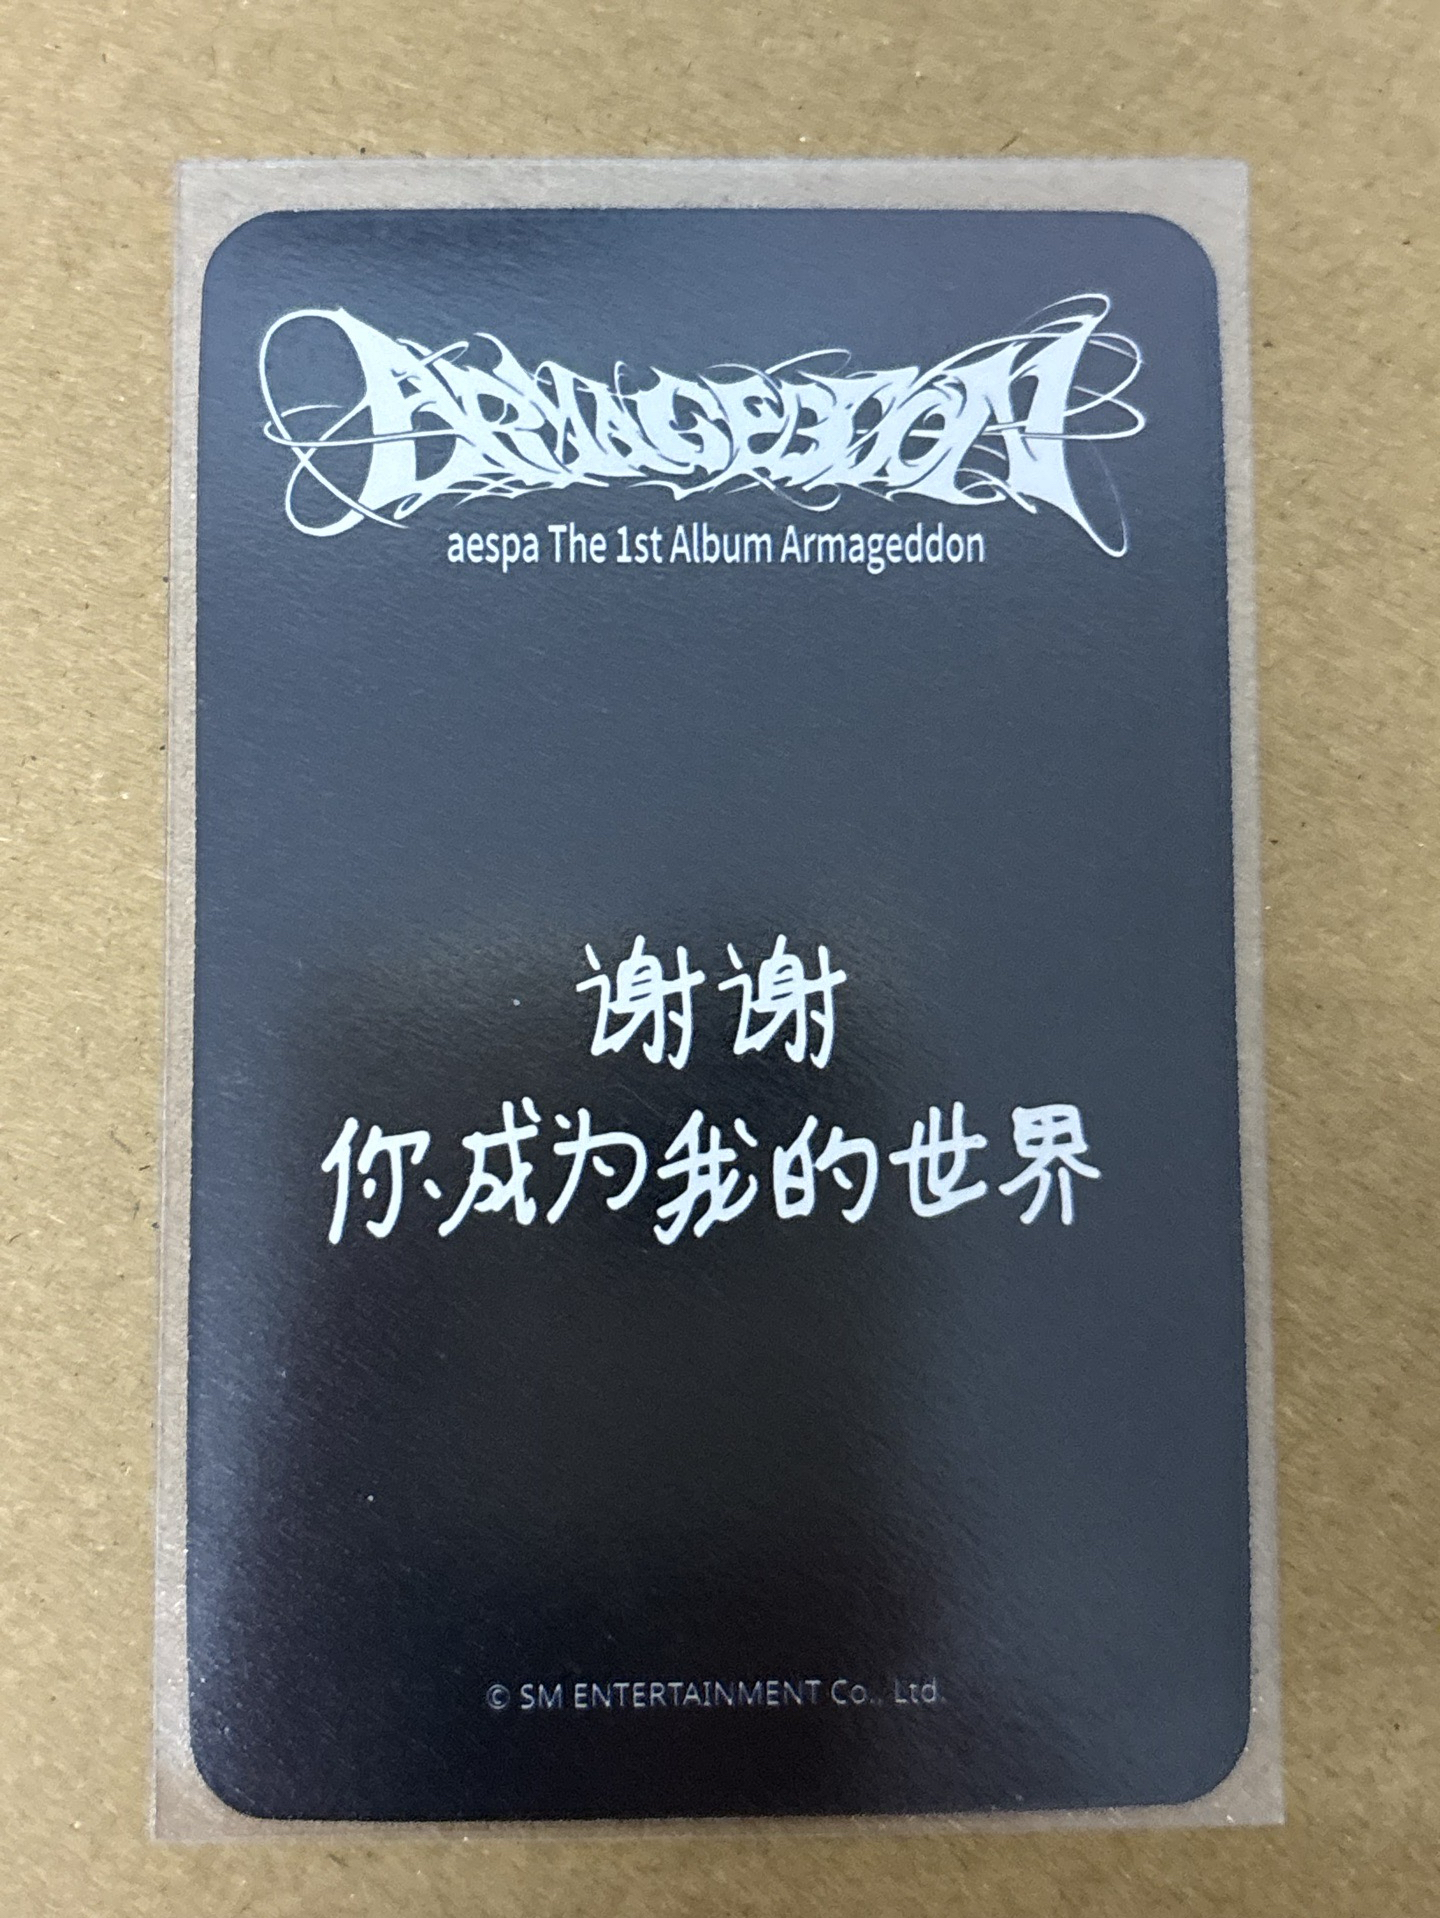 ARMAGEDDON
aespa The 1st Album Armageddon
谢谢
你成为我的世界
© SM ENTERTAINMENT Co., Ltd.